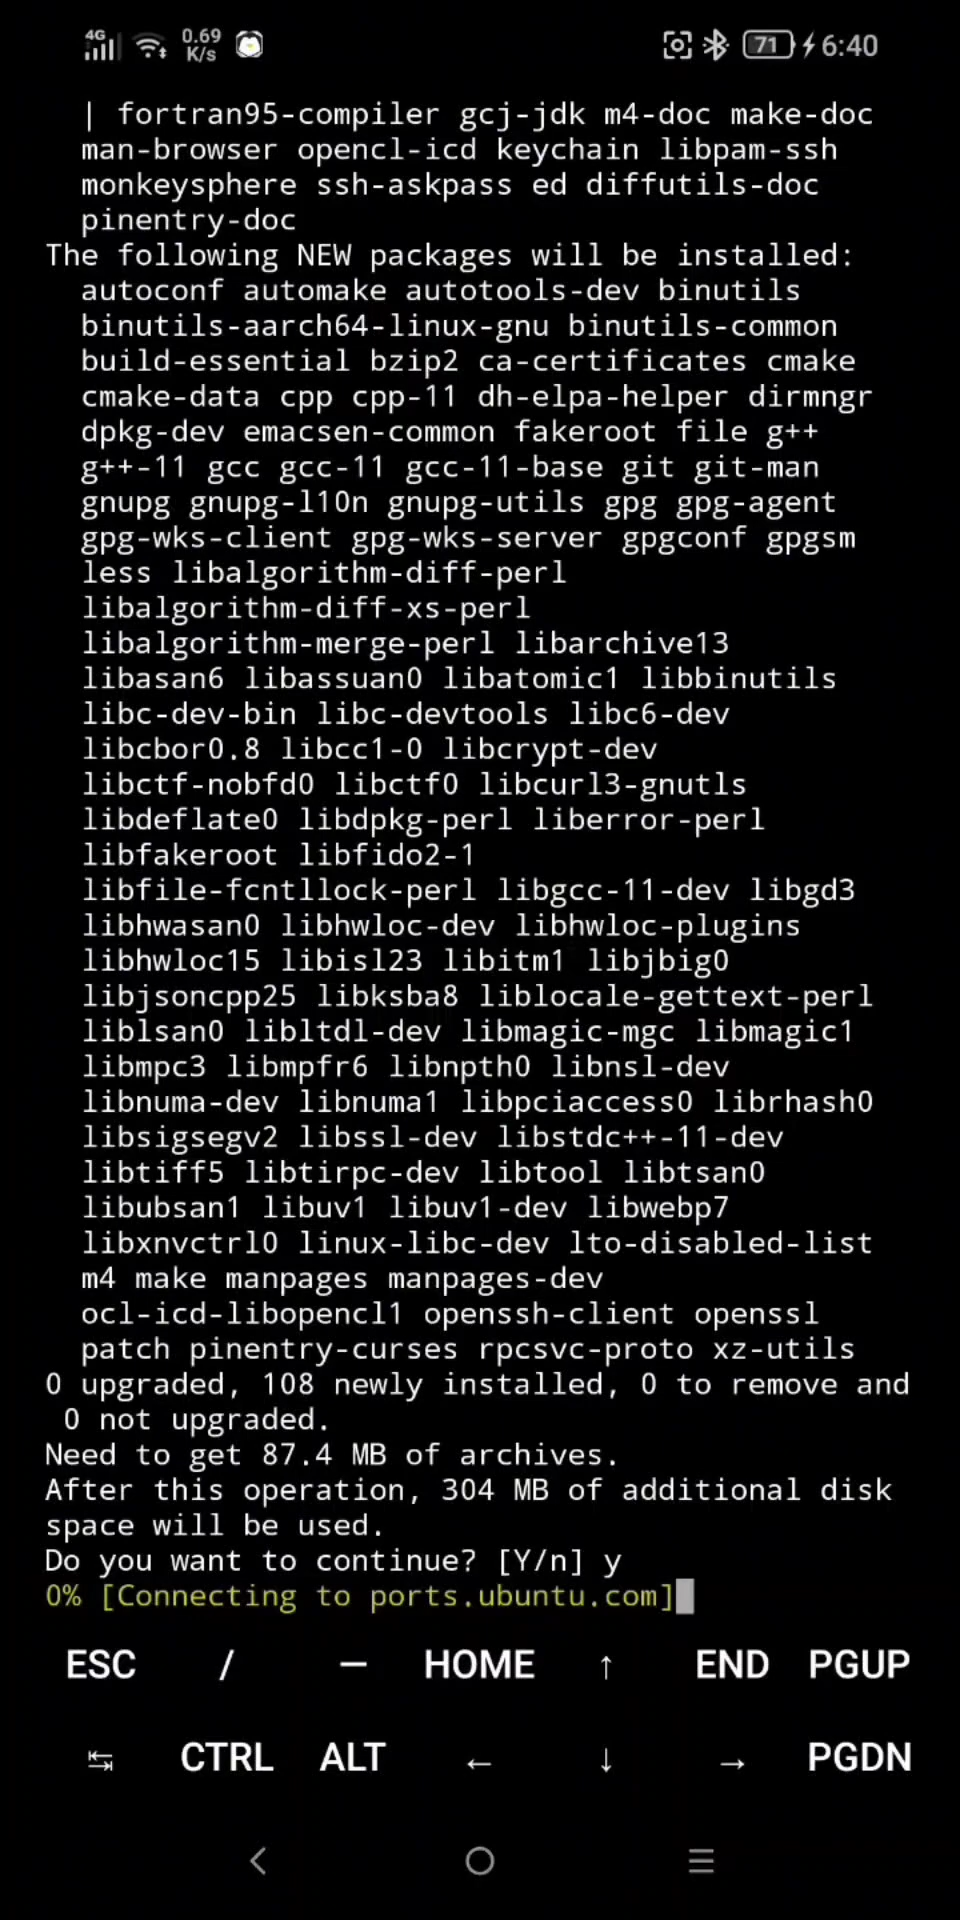 4G 0.69 K/s 71 6:40
| fortran95-compiler gcj-jdk m4-doc make-doc
man-browser opencl-icd keychain libpam-ssh
monkeysphere ssh-askpass ed diffutils-doc
pinentry-doc
The following NEW packages will be installed:
autoconf automake autotools-dev binutils
binutils-aarch64-linux-gnu binutils-common
build-essential bzip2 ca-certificates cmake
cmake-data cpp cpp-11 dh-elpa-helper dirmngr
dpkg-dev emacsen-common fakeroot file g++
g++-11 gcc gcc-11 gcc-11-base git git-man
gnupg gnupg-l10n gnupg-utils gpg gpg-agent
gpg-wks-client gpg-wks-server gpgconf gpgsm
less libalgorithm-diff-perl
libalgorithm-diff-xs-perl
libalgorithm-merge-perl libarchive13
libasan6 libassuan0 libatomic1 libbinutils
libc-dev-bin libc-devtools libc6-dev
libcbor0.8 libcc1-0 libcrypt-dev
libctf-nobfd0 libctf0 libcurl3-gnutls
libdeflate0 libdpkg-perl liberror-perl
libfakeroot libfido2-1
libfile-fcntllock-perl libgcc-11-dev libgd3
libhwasan0 libhwloc-dev libhwloc-plugins
libhwloc15 libisl23 libitm1 libjbig0
libjsoncpp25 libksba8 liblocale-gettext-perl
liblsan0 libltdl-dev libmagic-mgc libmagic1
libmpc3 libmpfr6 libnpth0 libnsl-dev
libnuma-dev libnuma1 libpciaccess0 librhash0
libsigsegv2 libssl-dev libstdc++-11-dev
libtiff5 libtirpc-dev libtool libtsan0
libubsan1 libuv1 libuv1-dev libwebp7
libxnvctrl0 linux-libc-dev lto-disabled-list
m4 make manpages manpages-dev
ocl-icd-libopencl1 openssh-client openssl
patch pinentry-curses rpcsvc-proto xz-utils
0 upgraded, 108 newly installed, 0 to remove and
0 not upgraded.
Need to get 87.4 MB of archives.
After this operation, 304 MB of additional disk
space will be used.
Do you want to continue? [Y/n] y
0% [Connecting to ports.ubuntu.com]
ESC / — HOME ↑ END PGUP
↹ CTRL ALT ← ↓ → PGDN